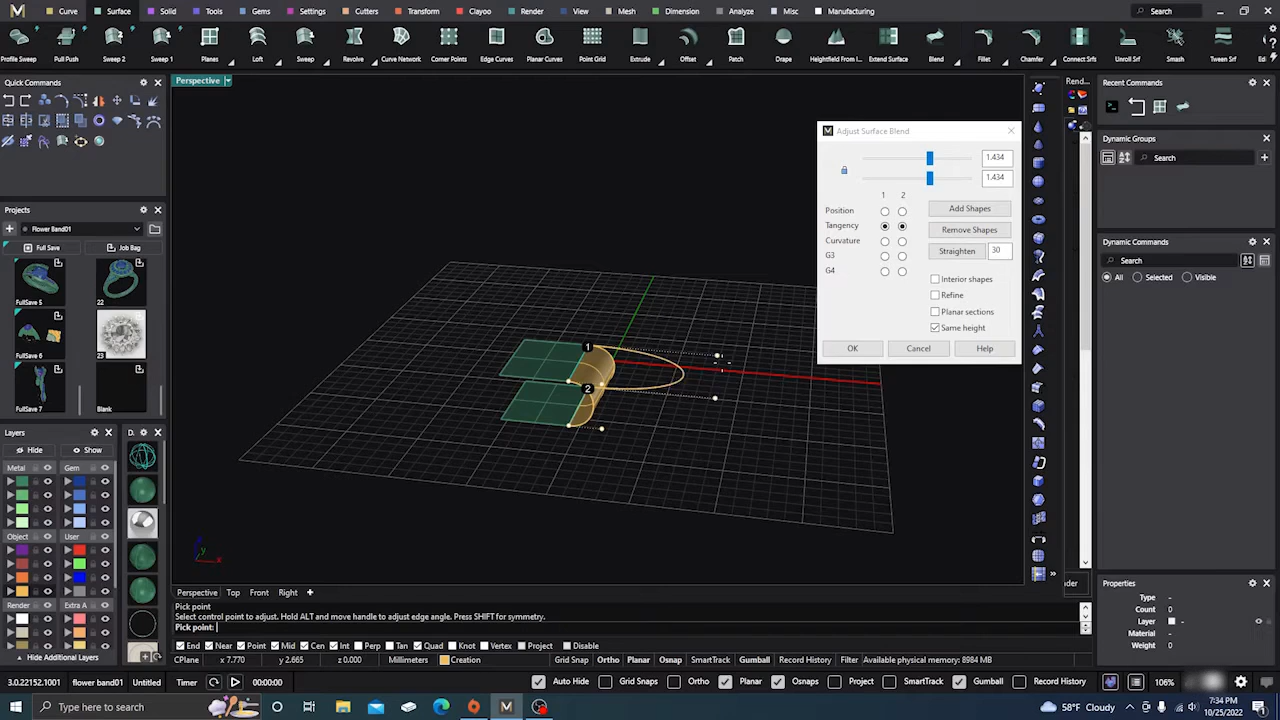 Curve Surface Solid Tools Gems Settings Cutters Transform Clayoo Render View Mesh Dimension Analyze Misc Manufacturing Search
Profile Sweep Pull Push Sweep 1 Sweep 2 Planes Loft Sweep Revolve Curve Network Corner Points Edge Curves Planar Curves Point Grid Extrude Offset Patch Drape Heightfield From I Extend Surface Blend Fillet Chamfer Connect Srfs Unroll Srf Smash Tween Srf Edi
Quick Commands
Perspective
Rend...
Recent Commands
Adjust Surface Blend
Dynamic Groups
Search
1.434
1.434
1 2
Position
Tangency
Curvature
G3
G4
Add Shapes
Remove Shapes
Straighten 30
Interior shapes
Refine
Planar sections
Same height
OK Cancel Help
Projects
Flower Band01
Full Save Job Bag
FullSave 5 22
FullSave 6 23
FullSave 7 Blank
Dynamic Commands
Search
All Selected Visible
1
2
Layers D.
Hide Show
Metal Gem
Object User
Render Extra A
Hide Additional Layers
z y x
Perspective Top Front Right
Pick point
Select control point to adjust. Hold ALT and move handle to adjust edge angle. Press SHIFT for symmetry.
Pick point:
End Near Point Mid Cen Int Perp Tan Quad Knot Vertex Project Disable
CPlane x 7.770 y 2.665 z 0.000 Millimeters Creation Grid Snap Ortho Planar Osnap SmartTrack Gumball Record History Filter Available physical memory: 8984 MB
nder
Properties
Type -
Count 0
Layer -
Material -
Weight 0
3.0.22152.1001 flower band01 Untitled Timer 00:00:00 Auto Hide Grid Snaps Ortho Planar Osnaps Project SmartTrack Gumball Record History 106%
Type here to search
58°F Cloudy
7:34 PM
10/25/2022